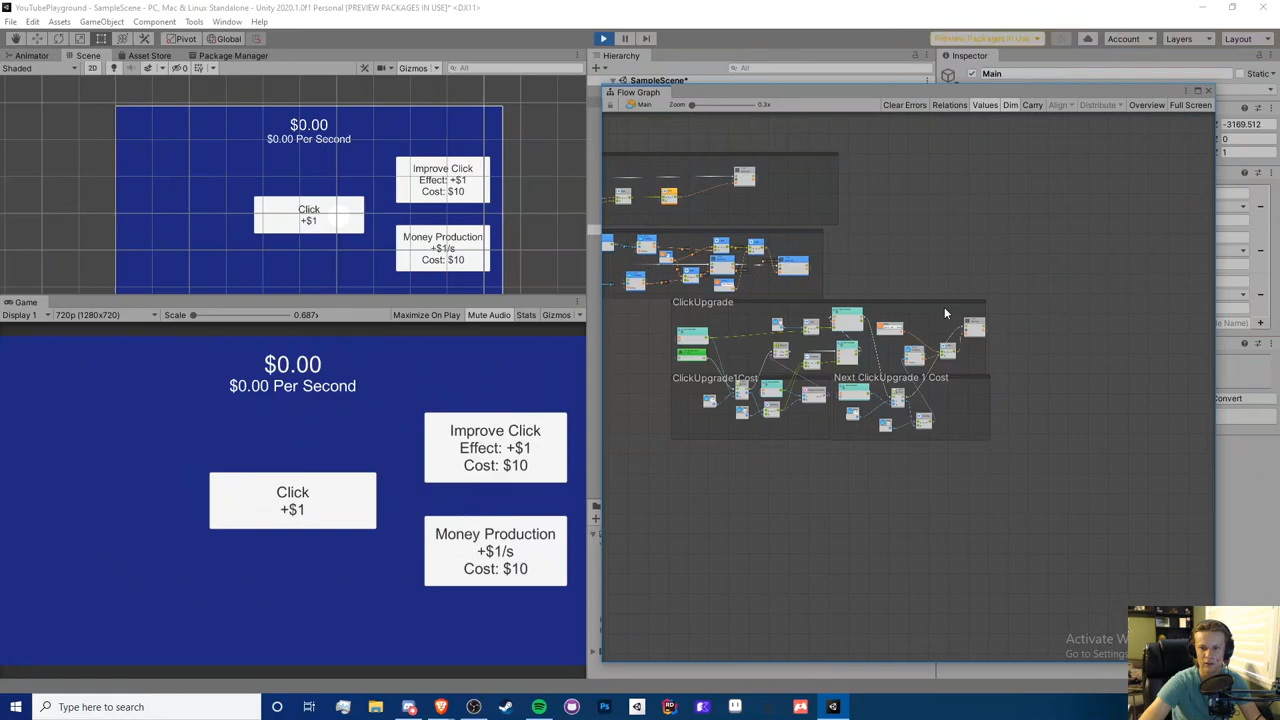 YouTubePlayground - SampleScene - PC, Mac & Linux Standalone - Unity 2020.1.0f1 Personal [PREVIEW PACKAGES IN USE]* <DX11>
File Edit Assets GameObject Component Tools Window Help
Pivot Global Preview Packages in Use Account Layers Layout
Animator Scene Asset Store Package Manager Hierarchy Inspector
Shaded 2D 0 Gizmos All All Main Static
SampleScene*
Flow Graph
Main Zoom 0.3x Clear Errors Relations Values Dim Carry Align Distribute Overview Full Screen
$0.00
$0.00 Per Second
Improve Click
Effect: +$1
Cost: $10
Click
+$1
Money Production
+$1/s
Cost: $10
-3169.512
0
1
ClickUpgrade
ClickUpgrade1Cost
Next ClickUpgrade 1 Cost
Name)
Convert
Game
Display 1 720p (1280x720) Scale 0.687x Maximize On Play Mute Audio Stats Gizmos
$0.00
$0.00 Per Second
Improve Click
Effect: +$1
Cost: $10
Click
+$1
Money Production
+$1/s
Cost: $10
Activate W
Go to Settings
Type here to search